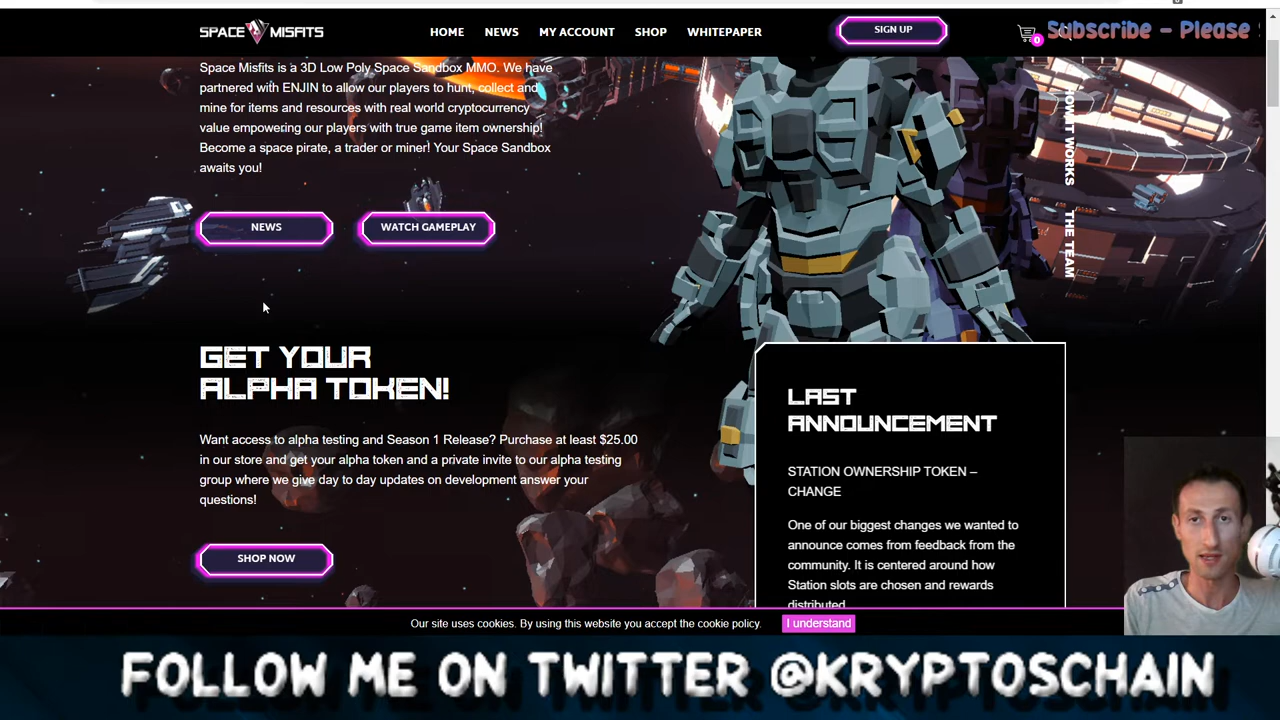 SPACE MISFITS
HOME NEWS MY ACCOUNT SHOP WHITEPAPER
SIGN UP
0
Subscribe - Please
Space Misfits is a 3D Low Poly Space Sandbox MMO. We have
partnered with ENJIN to allow our players to hunt, collect and
mine for items and resources with real world cryptocurrency
value empowering our players with true game item ownership!
Become a space pirate, a trader or miner! Your Space Sandbox
awaits you!
IT WORKS
THE TEAM
NEWS
WATCH GAMEPLAY
GET YOUR
ALPHA TOKEN!
Want access to alpha testing and Season 1 Release? Purchase at least $25.00
in our store and get your alpha token and a private invite to our alpha testing
group where we give day to day updates on development answer your
questions!
SHOP NOW
LAST
ANNOUNCEMENT
STATION OWNERSHIP TOKEN –
CHANGE
One of our biggest changes we wanted to
announce comes from feedback from the
community. It is centered around how
Station slots are chosen and rewards
distributed
Our site uses cookies. By using this website you accept the cookie policy.
I understand
FOLLOW ME ON TWITTER @KRYPTOSCHAIN